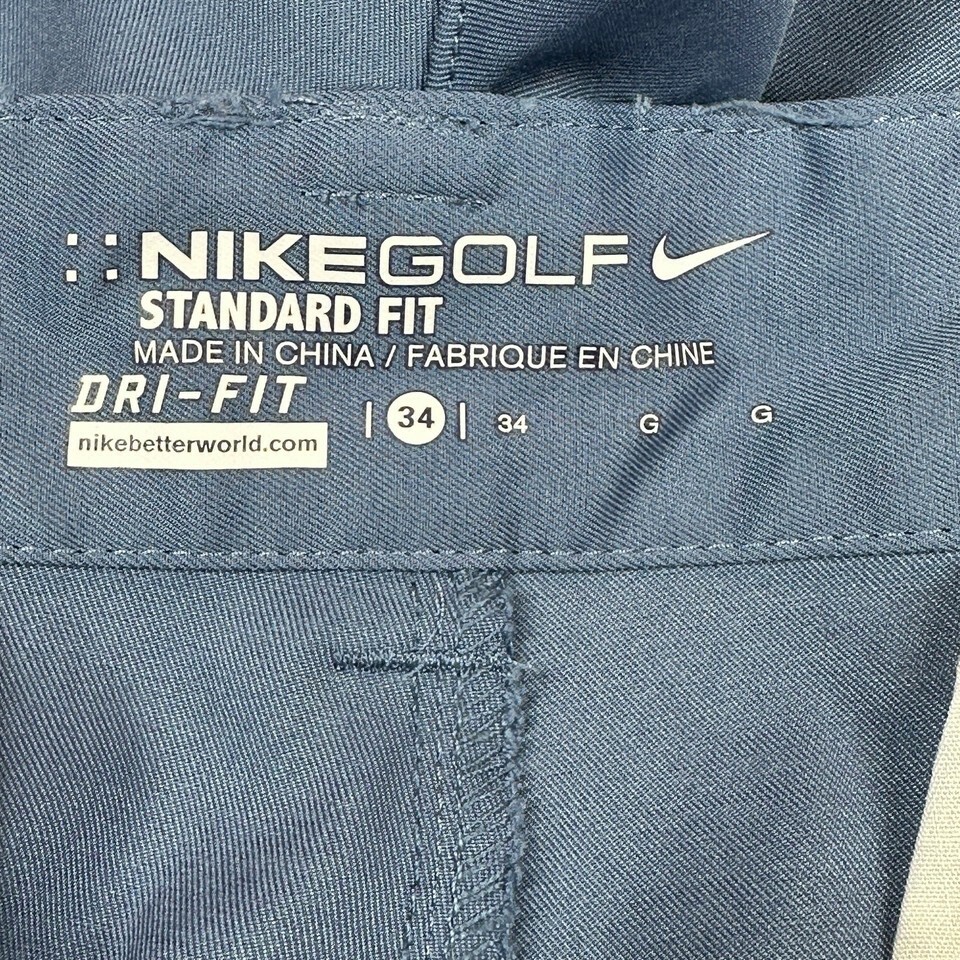 NIKEGOLF
STANDARD FIT
MADE IN CHINA / FABRIQUE EN CHINE
DRI-FIT
nikebetterworld.com
| 34 | 34 G G